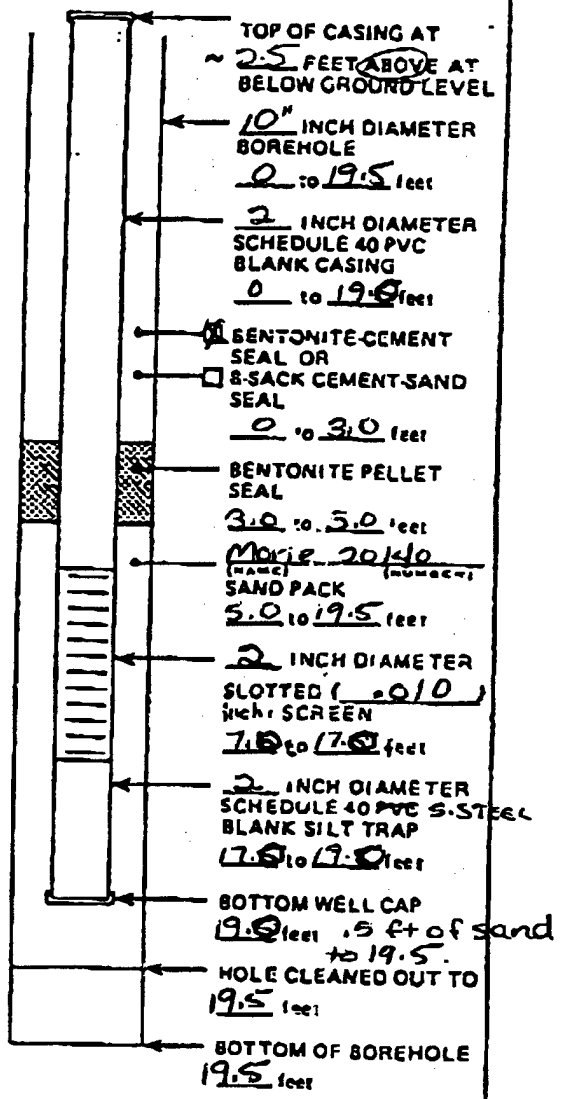 TOP OF CASING AT
~ 2.5 FEET ABOVE AT
BELOW GROUND LEVEL
10" INCH DIAMETER
BOREHOLE
0 to 19.5 feet
2 INCH DIAMETER
SCHEDULE 40 PVC
BLANK CASING
0 to 19.0 feet
BENTONITE-CEMENT
SEAL OR
8-SACK CEMENT-SAND
SEAL
0 to 3.0 feet
BENTONITE PELLET
SEAL
3.0 to 5.0 feet
Morie 20/40
(NAME) (NUMBER)
SAND PACK
5.0 to 19.5 feet
2 INCH DIAMETER
SLOTTED ( .010 )
inch: SCREEN
7.0 to 17.0 feet
2 INCH DIAMETER
SCHEDULE 40 PVC S.STEEL
BLANK SILT TRAP
17.0 to 19.0 feet
BOTTOM WELL CAP
19.0 feet .5 ft of sand
to 19.5.
HOLE CLEANED OUT TO
19.5 feet
BOTTOM OF BOREHOLE
19.5 feet